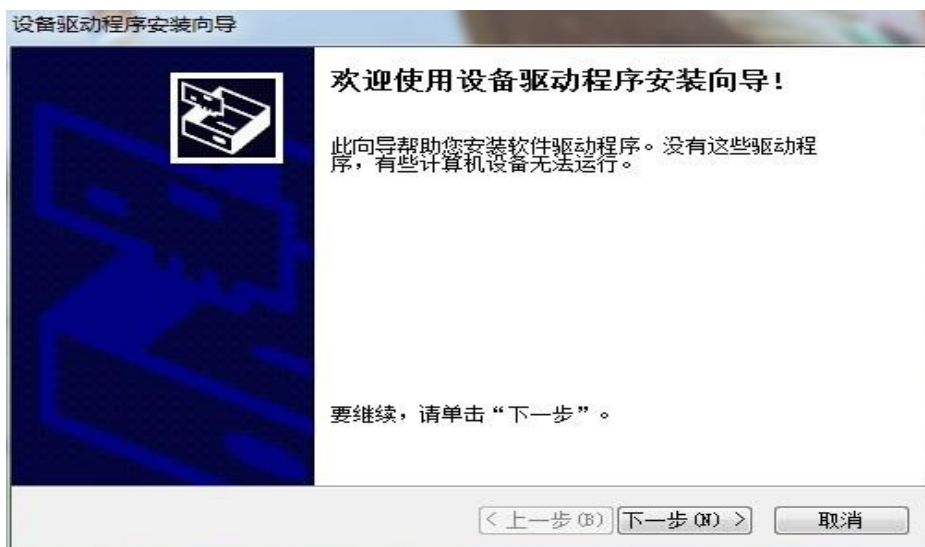 设备驱动程序安装向导
欢迎使用设备驱动程序安装向导!
此向导帮助您安装软件驱动程序。没有这些驱动程
序，有些计算机设备无法运行。
要继续，请单击“下一步”。
< 上一步(B) 下一步(N) > 取消